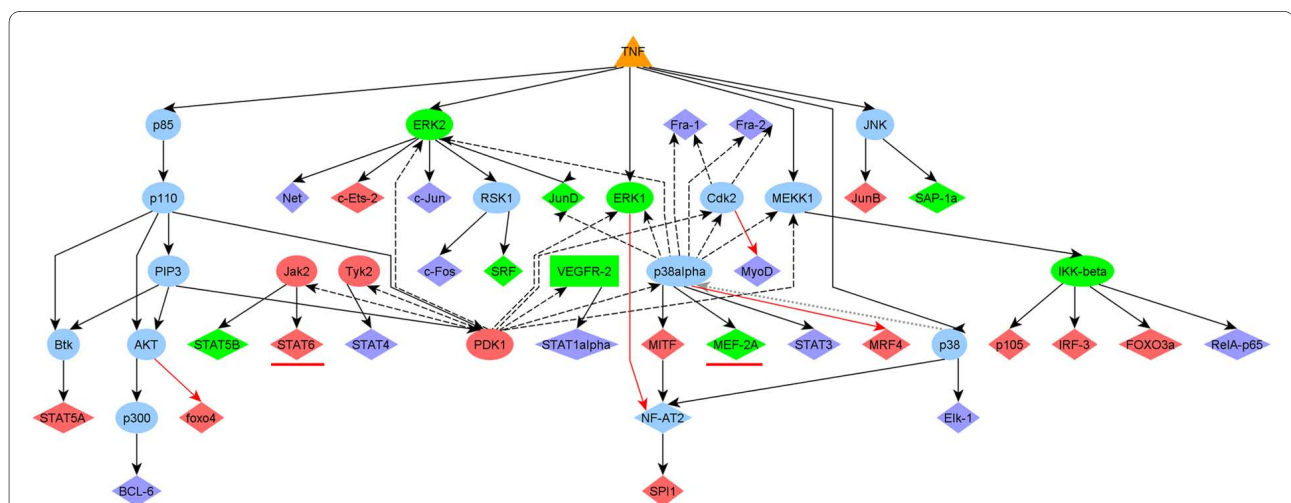 TNF
p85
ERK2
Fra-1
Fra-2
JNK
p110
Net
c-Ets-2
c-Jun
RSK1
JunD
ERK1
Cdk2
MEKK1
JunB
SAP-1a
PIP3
Jak2
Tyk2
c-Fos
SRF
VEGFR-2
p38alpha
MyoD
IKK-beta
Btk
AKT
STAT5B
STAT6
STAT4
PDK1
STAT1alpha
MITF
MEF-2A
STAT3
MRF4
p38
p105
IRF-3
FOXO3a
RelA-p65
STAT5A
p300
foxo4
NF-AT2
Elk-1
BCL-6
SPI1